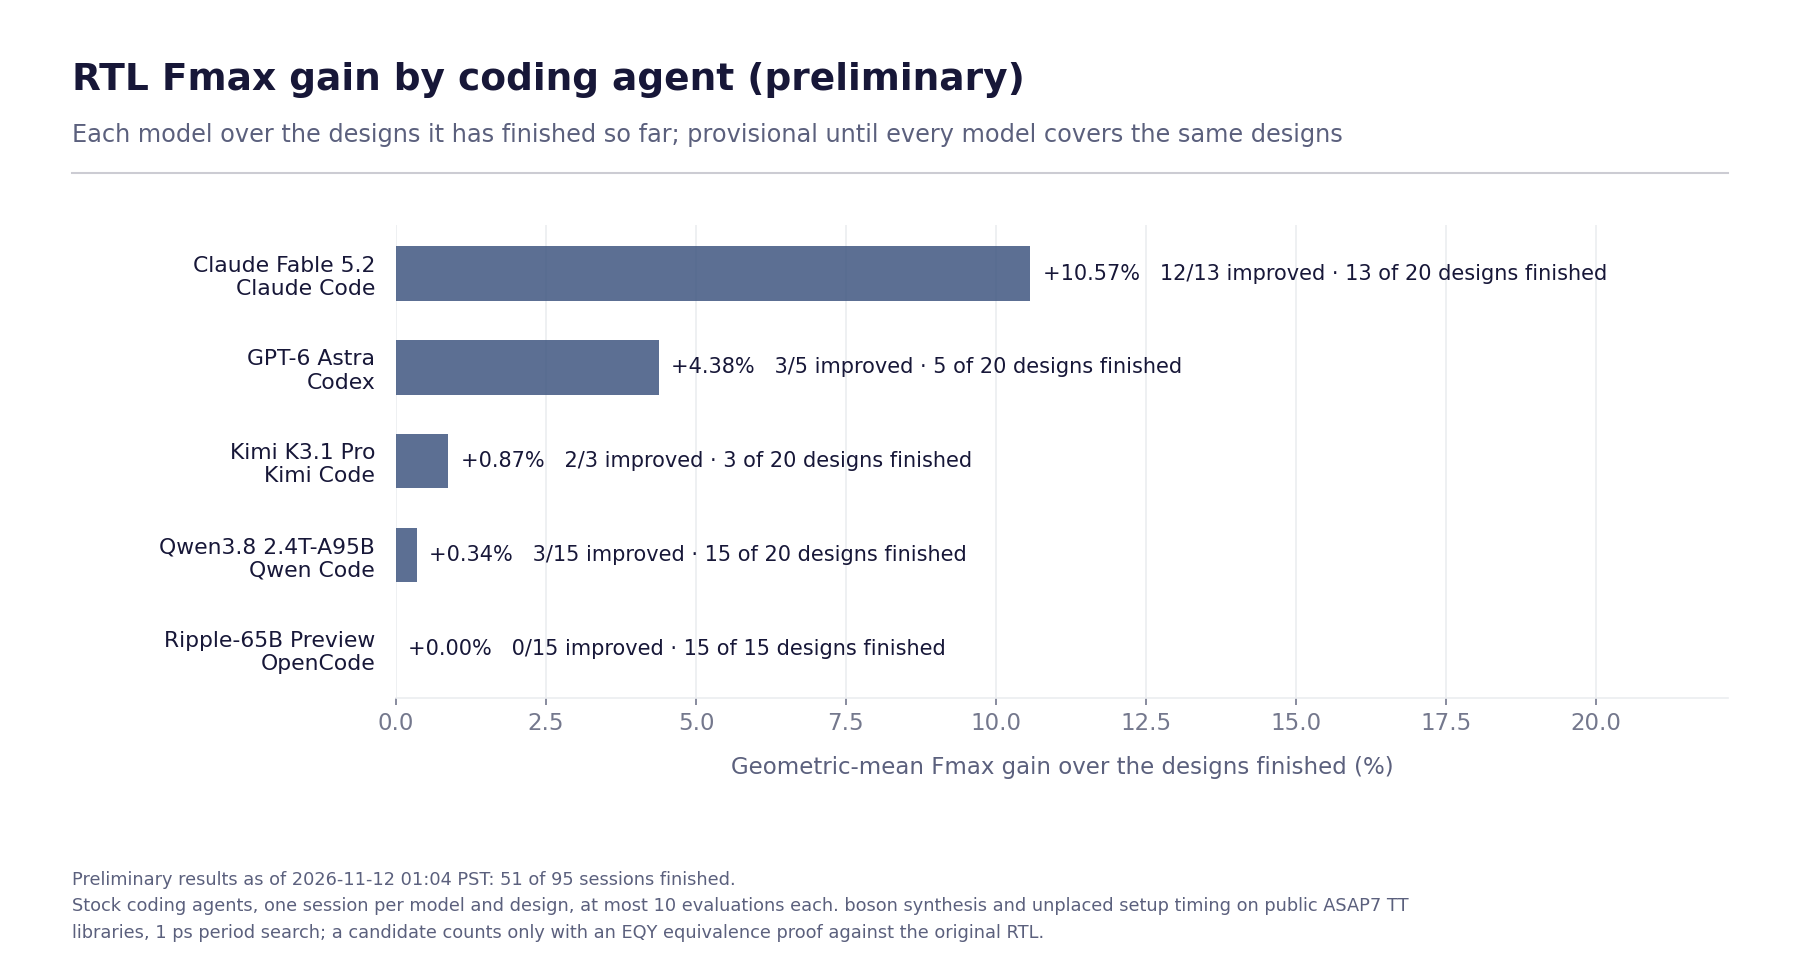 RTL Fmax gain by coding agent (preliminary)
Each model over the designs it has finished so far; provisional until every model covers the same designs
Claude Fable 5.2
Claude Code
+10.57% 12/13 improved · 13 of 20 designs finished
GPT-6 Astra
Codex
+4.38% 3/5 improved · 5 of 20 designs finished
Kimi K3.1 Pro
Kimi Code
+0.87% 2/3 improved · 3 of 20 designs finished
Qwen3.8 2.4T-A95B
Qwen Code
+0.34% 3/15 improved · 15 of 20 designs finished
Ripple-65B Preview
OpenCode
+0.00% 0/15 improved · 15 of 15 designs finished
0.0 2.5 5.0 7.5 10.0 12.5 15.0 17.5 20.0
Geometric-mean Fmax gain over the designs finished (%)
Preliminary results as of 2026-11-12 01:04 PST: 51 of 95 sessions finished.
Stock coding agents, one session per model and design, at most 10 evaluations each. boson synthesis and unplaced setup timing on public ASAP7 TT
libraries, 1 ps period search; a candidate counts only with an EQY equivalence proof against the original RTL.